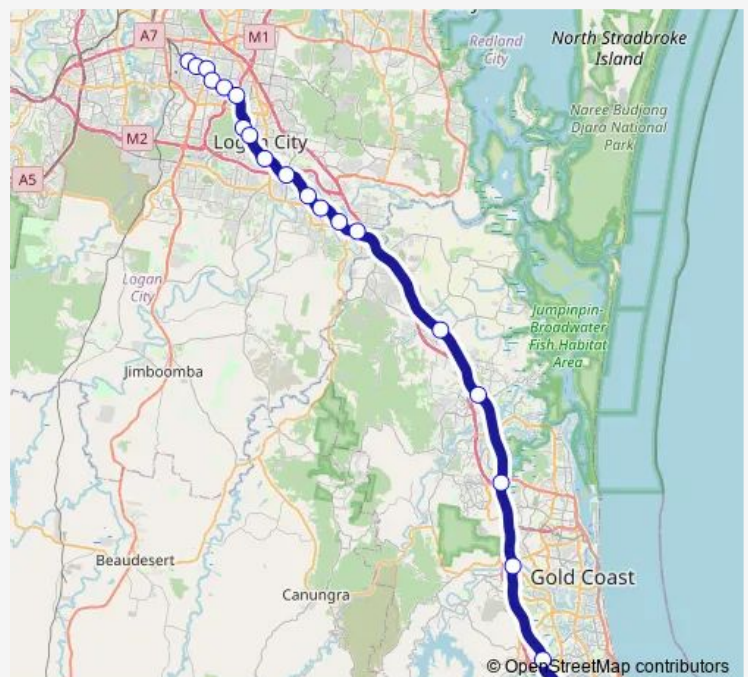 A7
M1
Redland
City
North Stradbroke
Island
Naree Budjong
Djara National
Park
M2
Logan City
A5
Logan
City
Jumpinpin-
Broadwater
Fish Habitat
Area
Jimboomba
Beaudesert
Canungra
Gold Coast
© OpenStreetMap contributors